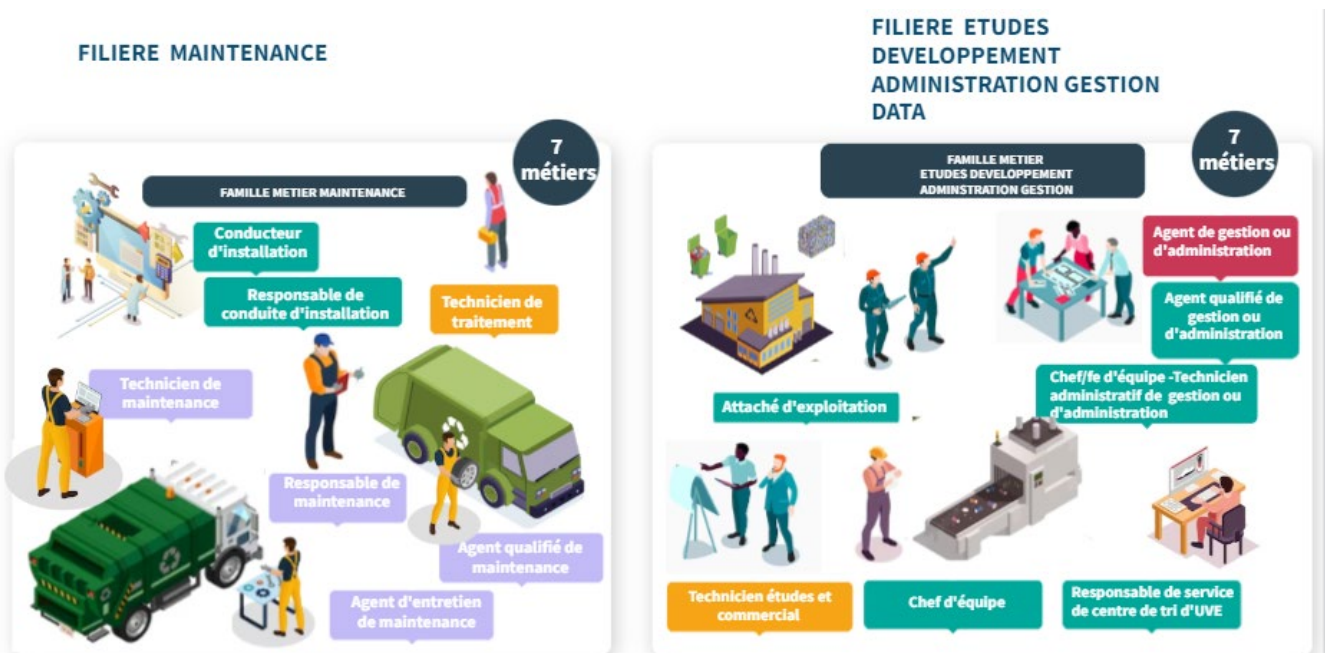 FILIERE MAINTENANCE
7
métiers
FAMILLE METIER MAINTENANCE
Conducteur
d'installation
Responsable de
conduite d'installation
Technicien de
traitement
Technicien de
maintenance
Responsable de
maintenance
Agent qualifié de
maintenance
Agent d'entretien
de maintenance
FILIERE ETUDES
DEVELOPPEMENT
ADMINISTRATION GESTION
DATA
7
métiers
FAMILLE METIER
ETUDES DEVELOPPEMENT
ADMINSTRATION GESTION
Agent de gestion ou
d'administration
Agent qualifié de
gestion ou
d'administration
Chef/fe d'équipe -Technicien
administratif de gestion ou
d'administration
Attaché d'exploitation
Technicien études et
commercial
Chef d'équipe
Responsable de service
de centre de tri d'UVE